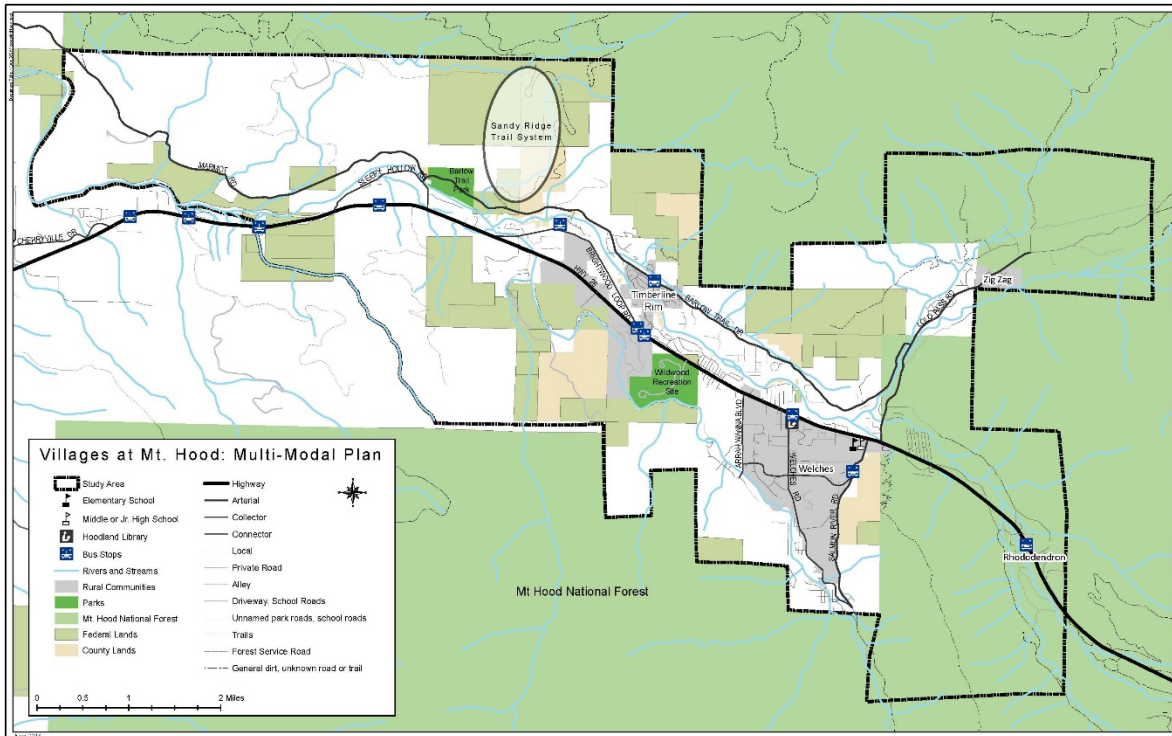 Sandy Ridge
Trail System
MARMOT RD
SLEEPY HOLLOW DR
Barlow
Trail
Park
CHERRYVILLE DR
BRIGHTWOOD LOOP RD
HWY 26
Timberline
Rim
BARLOW TRAIL DR
LOLO PASS RD
Zig Zag
Wildwood
Recreation
Site
ARRAH WANNA BLVD
WELCHES RD
Welches
SALMON RIVER RD
Rhododendron
Mt Hood National Forest
Villages at Mt. Hood: Multi-Modal Plan
Study Area
Elementary School
Middle or Jr. High School
Hoodland Library
Bus Stops
Rivers and Streams
Rural Communities
Parks
Mt. Hood National Forest
Federal Lands
County Lands
Highway
Arterial
Collector
Connector
Local
Private Road
Alley
Driveway, School Roads
Unnamed park roads, school roads
Trails
Forest Service Road
General dirt, unknown road or trail
0 0.5 1 2 Miles